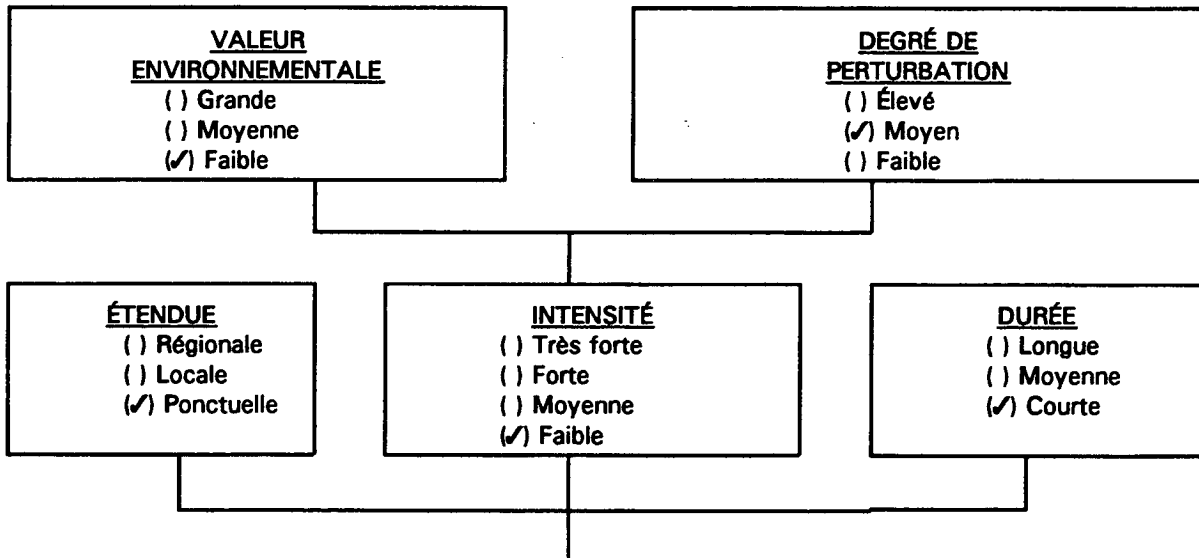 VALEUR
ENVIRONNEMENTALE
( ) Grande
( ) Moyenne
(✓) Faible
DEGRÉ DE
PERTURBATION
( ) Élevé
(✓) Moyen
( ) Faible
ÉTENDUE
( ) Régionale
( ) Locale
(✓) Ponctuelle
INTENSITÉ
( ) Très forte
( ) Forte
( ) Moyenne
(✓) Faible
DURÉE
( ) Longue
( ) Moyenne
(✓) Courte